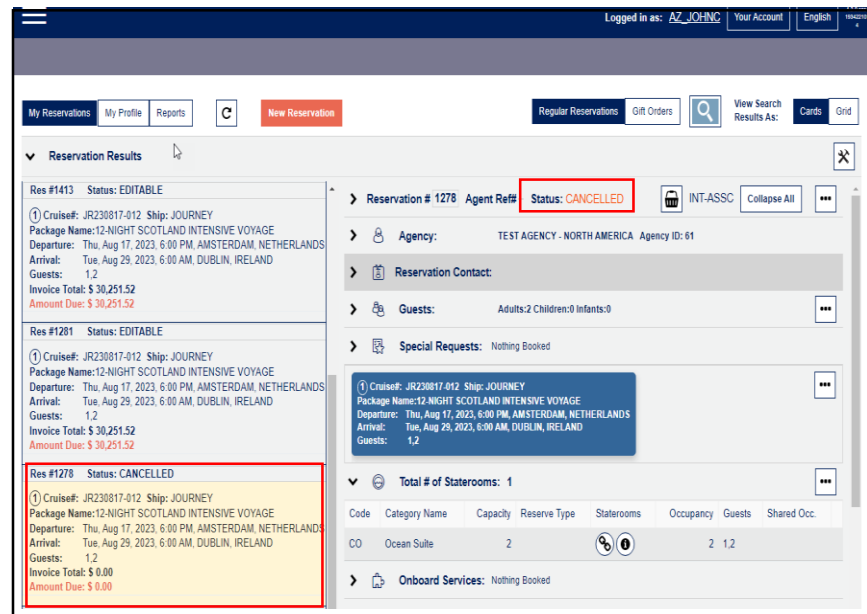 Logged in as: AZ_JOHNC Your Account English
My Reservations My Profile Reports New Reservation Regular Reservations Gift Orders View Search Results As: Cards Grid
Reservation Results
Res #1413 Status: EDITABLE
1 Cruise#: JR230817-012 Ship: JOURNEY
Package Name:12-NIGHT SCOTLAND INTENSIVE VOYAGE
Departure: Thu, Aug 17, 2023, 6:00 PM, AMSTERDAM, NETHERLANDS
Arrival: Tue, Aug 29, 2023, 6:00 AM, DUBLIN, IRELAND
Guests: 1,2
Invoice Total: $ 30,251.52
Amount Due: $ 30,251.52
Res #1281 Status: EDITABLE
1 Cruise#: JR230817-012 Ship: JOURNEY
Package Name:12-NIGHT SCOTLAND INTENSIVE VOYAGE
Departure: Thu, Aug 17, 2023, 6:00 PM, AMSTERDAM, NETHERLANDS
Arrival: Tue, Aug 29, 2023, 6:00 AM, DUBLIN, IRELAND
Guests: 1,2
Invoice Total: $ 30,251.52
Amount Due: $ 30,251.52
Res #1278 Status: CANCELLED
1 Cruise#: JR230817-012 Ship: JOURNEY
Package Name:12-NIGHT SCOTLAND INTENSIVE VOYAGE
Departure: Thu, Aug 17, 2023, 6:00 PM, AMSTERDAM, NETHERLANDS
Arrival: Tue, Aug 29, 2023, 6:00 AM, DUBLIN, IRELAND
Guests: 1,2
Invoice Total: $ 0.00
Amount Due: $ 0.00
Reservation # 1278 Agent Ref# Status: CANCELLED INT-ASSC Collapse All
Agency: TEST AGENCY - NORTH AMERICA Agency ID: 61
Reservation Contact:
Guests: Adults:2 Children:0 Infants:0
Special Requests: Nothing Booked
1 Cruise#: JR230817-012 Ship: JOURNEY
Package Name:12-NIGHT SCOTLAND INTENSIVE VOYAGE
Departure: Thu, Aug 17, 2023, 6:00 PM, AMSTERDAM, NETHERLANDS
Arrival: Tue, Aug 29, 2023, 6:00 AM, DUBLIN, IRELAND
Guests: 1,2
Total # of Staterooms: 1
Code Category Name Capacity Reserve Type Staterooms Occupancy Guests Shared Occ.
CO Ocean Suite 2 2 1,2
Onboard Services: Nothing Booked